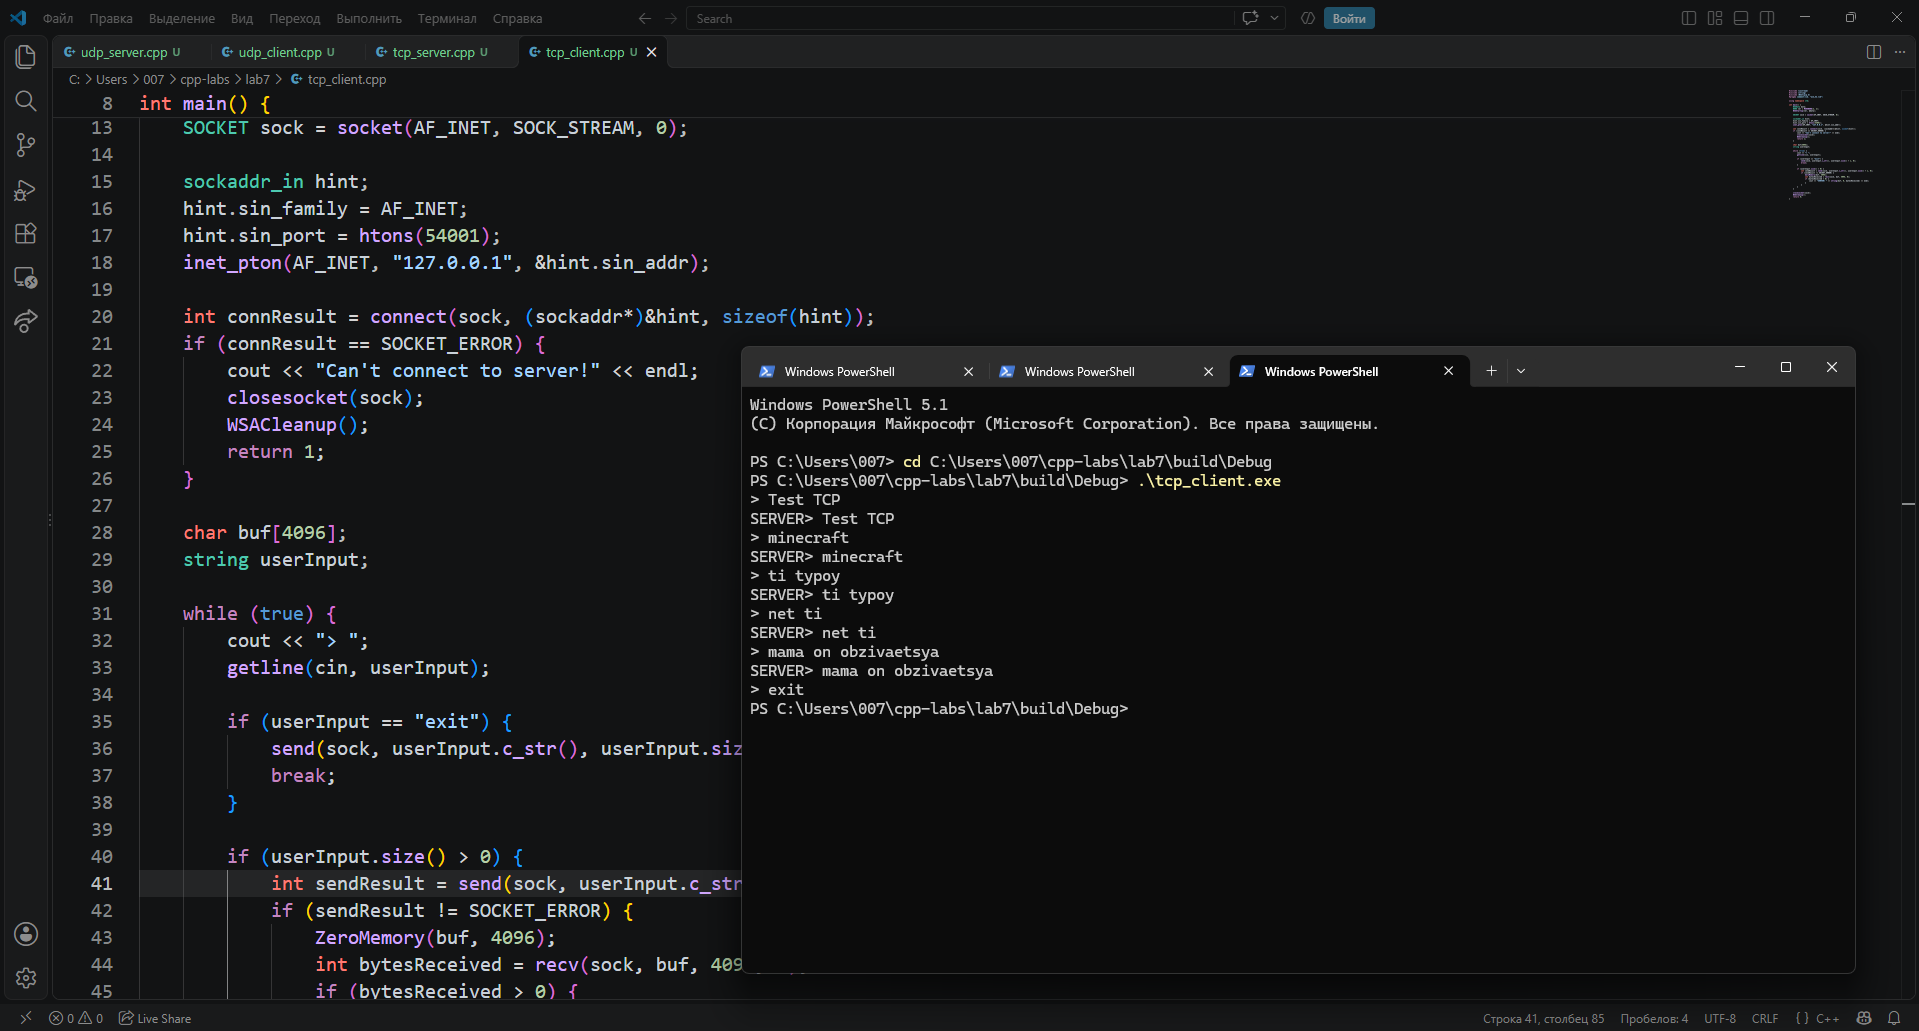 Файл Правка Выделение Вид Переход Выполнить Терминал Справка Search Войти
udp_server.cpp U udp_client.cpp U tcp_server.cpp U tcp_client.cpp U
C: > Users > 007 > cpp-labs > lab7 > tcp_client.cpp
8 int main() {
13 SOCKET sock = socket(AF_INET, SOCK_STREAM, 0);
14
15 sockaddr_in hint;
16 hint.sin_family = AF_INET;
17 hint.sin_port = htons(54001);
18 inet_pton(AF_INET, "127.0.0.1", &hint.sin_addr);
19
20 int connResult = connect(sock, (sockaddr*)&hint, sizeof(hint));
21 if (connResult == SOCKET_ERROR) {
22 cout << "Can't connect to server!" << endl;
23 closesocket(sock);
24 WSACleanup();
25 return 1;
26 }
27
28 char buf[4096];
29 string userInput;
30
31 while (true) {
32 cout << "> ";
33 getline(cin, userInput);
34
35 if (userInput == "exit") {
36 send(sock, userInput.c_str(), userInput.siz
37 break;
38 }
39
40 if (userInput.size() > 0) {
41 int sendResult = send(sock, userInput.c_str
42 if (sendResult != SOCKET_ERROR) {
43 ZeroMemory(buf, 4096);
44 int bytesReceived = recv(sock, buf, 409
45 if (bytesReceived > 0) {
Windows PowerShell Windows PowerShell Windows PowerShell
Windows PowerShell 5.1
(C) Корпорация Майкрософт (Microsoft Corporation). Все права защищены.
PS C:\Users\007> cd C:\Users\007\cpp-labs\lab7\build\Debug
PS C:\Users\007\cpp-labs\lab7\build\Debug> .\tcp_client.exe
> Test TCP
SERVER> Test TCP
> minecraft
SERVER> minecraft
> ti typoy
SERVER> ti typoy
> net ti
SERVER> net ti
> mama on obzivaetsya
SERVER> mama on obzivaetsya
> exit
PS C:\Users\007\cpp-labs\lab7\build\Debug>
0 0 Live Share Строка 41, столбец 85 Пробелов: 4 UTF-8 CRLF {} C++